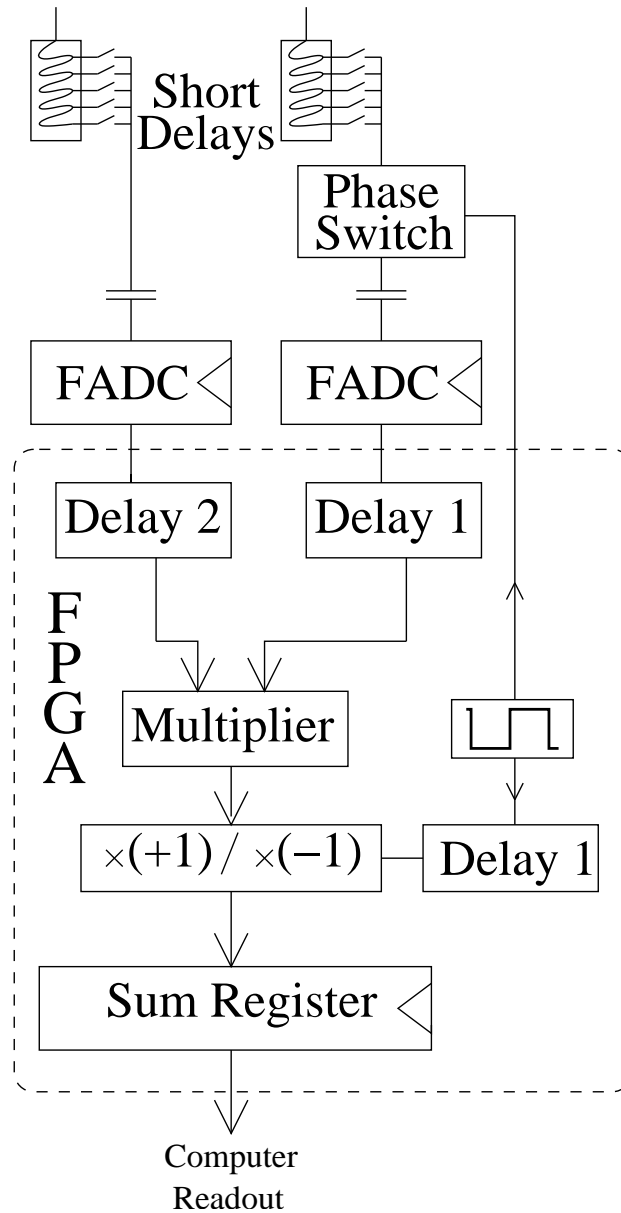 Short
Delays
Phase
Switch
FADC
FADC
Delay 2
Delay 1
F
P
G
A
Multiplier
×(+1) / ×(−1)
Delay 1
Sum Register
Computer
Readout